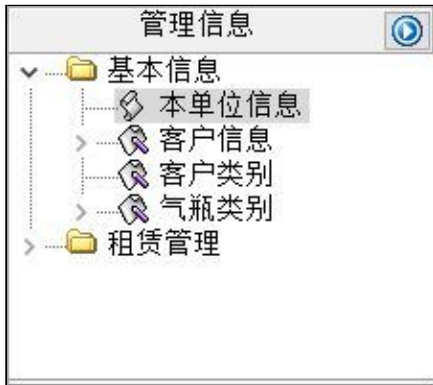 管理信息
基本信息
本单位信息
客户信息
客户类别
气瓶类别
租赁管理